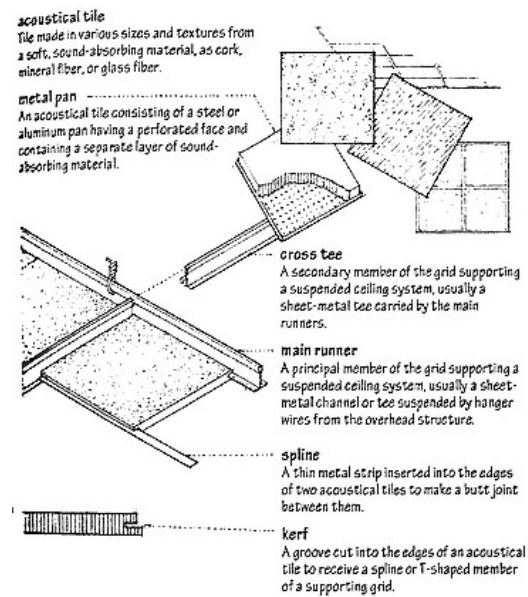 acoustical tile
Tile made in various sizes and textures from
a soft, sound-absorbing material, as cork,
mineral fiber, or glass fiber.
metal pan
An acoustical tile consisting of a steel or
aluminum pan having a perforated face and
containing a separate layer of sound-
absorbing material.
cross tee
A secondary member of the grid supporting
a suspended ceiling system, usually a
sheet-metal tee carried by the main
runners.
main runner
A principal member of the grid supporting a
suspended ceiling system, usually a sheet-
metal channel or tee suspended by hanger
wires from the overhead structure.
spline
A thin metal strip inserted into the edges
of two acoustical tiles to make a butt joint
between them.
kerf
A groove cut into the edges of an acoustical
tile to receive a spline or T-shaped member
of a supporting grid.